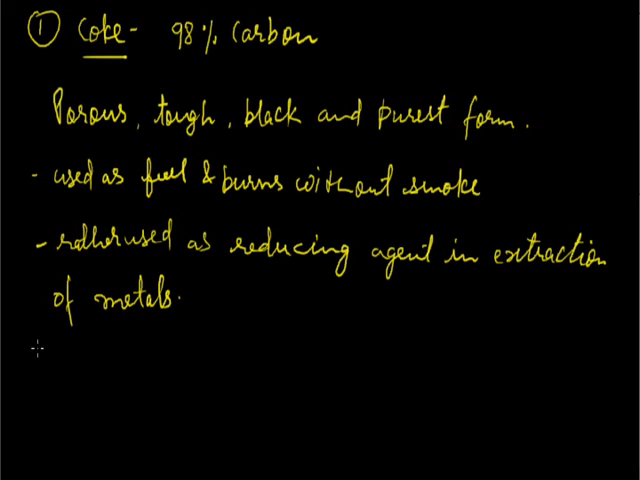 ① Coke - 98% Carbon
Porous, tough, black and purest form.
- used as fuel & burns without smoke
- used as reducing agent in extraction
of metals.